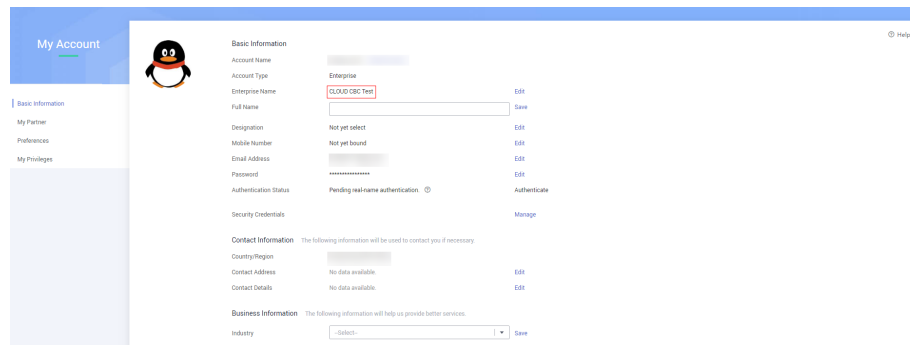 My Account
Help
Basic Information
My Partner
Preferences
My Privileges
Basic Information
Account Name
Account Type Enterprise
Enterprise Name CLOUD CBC Test Edit
Full Name Save
Designation Not yet select Edit
Mobile Number Not yet bound Edit
Email Address Edit
Password **************** Edit
Authentication Status Pending real-name authentication Authenticate
Security Credentials Manage
Contact Information The following information will be used to contact you if necessary.
Country/Region
Contact Address No data available. Edit
Contact Details No data available. Edit
Business Information The following information will help us provide better services.
Industry --Select-- Save